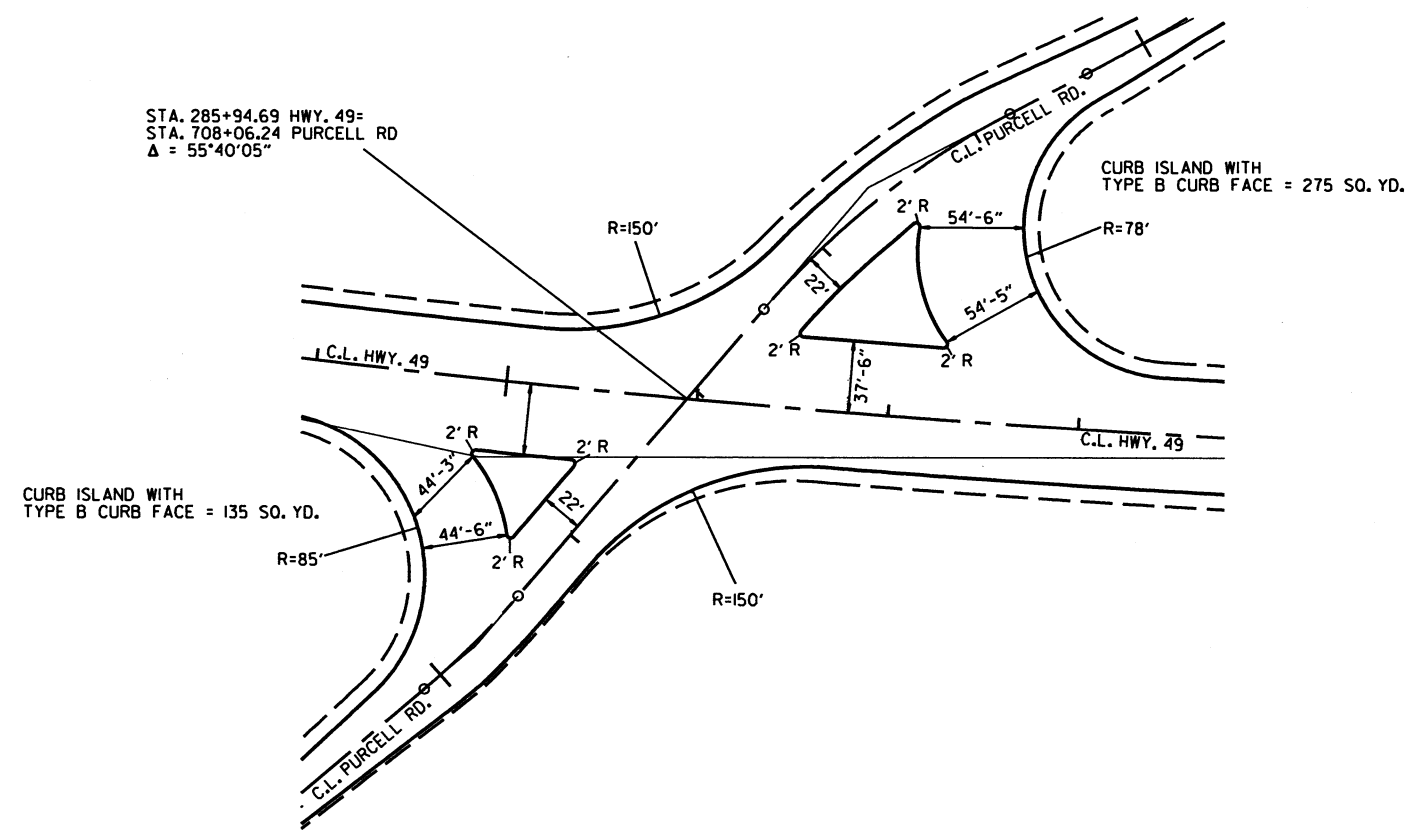 STA. 285+94.69 HWY. 49=
STA. 708+06.24 PURCELL RD
Δ = 55°40'05"
C.L. PURCELL RD.
CURB ISLAND WITH
TYPE B CURB FACE = 275 SQ. YD.
2' R
54'-6"
R=150'
R=78'
22'
54'-5"
2' R
2' R
37'-6"
C.L. HWY. 49
C.L. HWY. 49
2' R
2' R
44'-3"
CURB ISLAND WITH
TYPE B CURB FACE = 135 SQ. YD.
22'
44'-6"
R=85'
2' R
R=150'
C.L. PURCELL RD.